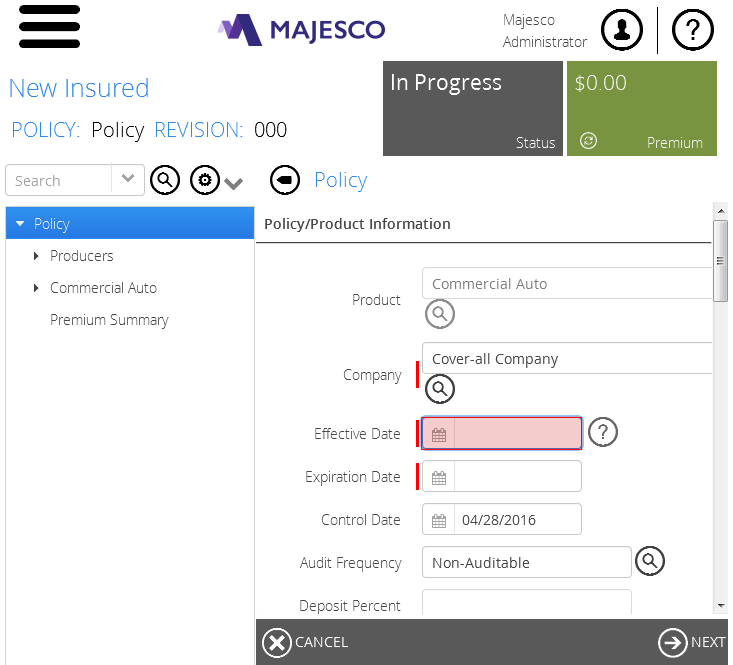 MAJESCO
Majesco
Administrator
?
New Insured
POLICY: Policy REVISION: 000
In Progress
Status
$0.00
Premium
Search
Policy
Policy
Producers
Commercial Auto
Premium Summary
Policy/Product Information
Product Commercial Auto
Company Cover-all Company
Effective Date ?
Expiration Date
Control Date 04/28/2016
Audit Frequency Non-Auditable
Deposit Percent
CANCEL NEXT